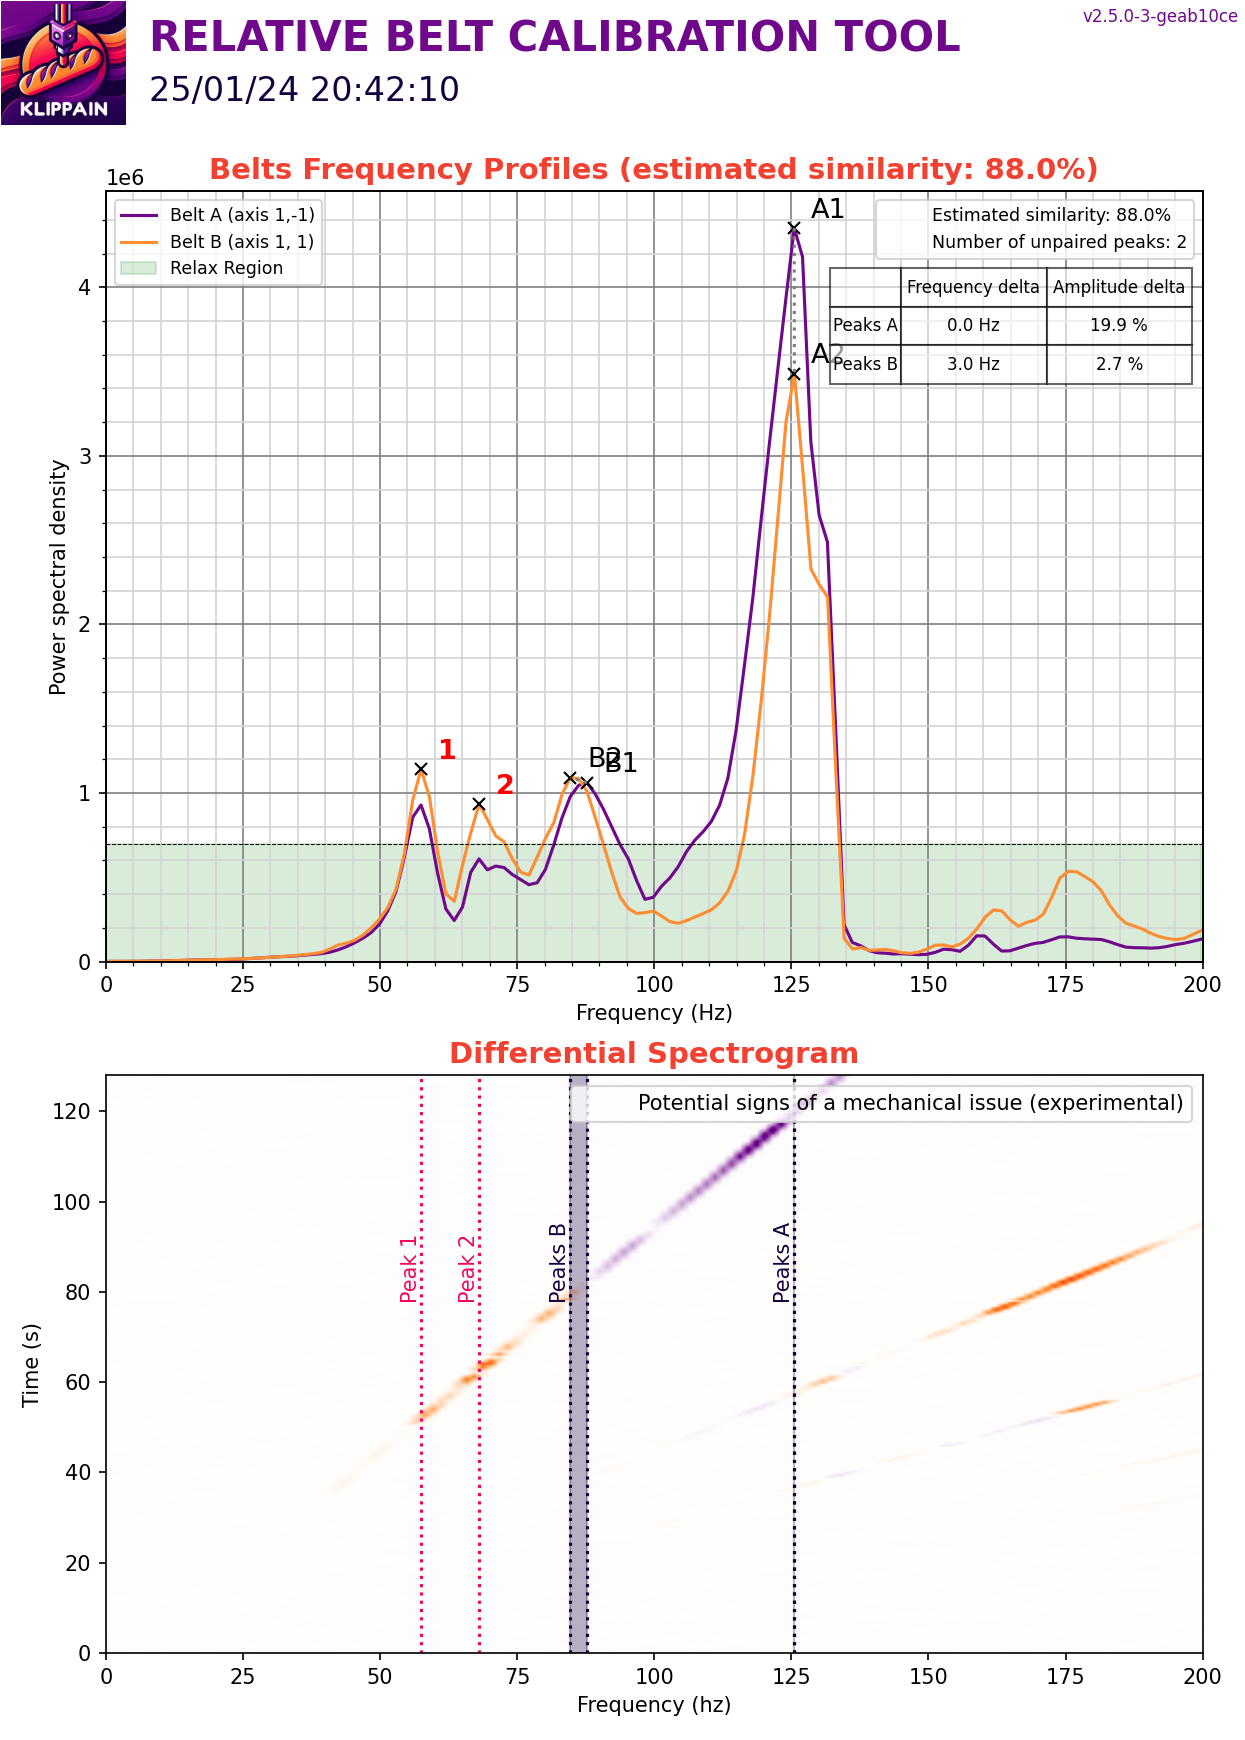 KLIPPAIN
RELATIVE BELT CALIBRATION TOOL
25/01/24 20:42:10
v2.5.0-3-geab10ce
Belts Frequency Profiles (estimated similarity: 88.0%)
1e6
Belt A (axis 1,-1)
Belt B (axis 1, 1)
Relax Region
Estimated similarity: 88.0%
Number of unpaired peaks: 2
Frequency delta Amplitude delta
Peaks A 0.0 Hz 19.9 %
Peaks B 3.0 Hz 2.7 %
A1
A2
1
2
B2
B1
4
3
2
1
0
Power spectral density
0 25 50 75 100 125 150 175 200
Frequency (Hz)
Differential Spectrogram
Potential signs of a mechanical issue (experimental)
Peak 1
Peak 2
Peaks B
Peaks A
120
100
80
60
40
20
0
Time (s)
0 25 50 75 100 125 150 175 200
Frequency (hz)